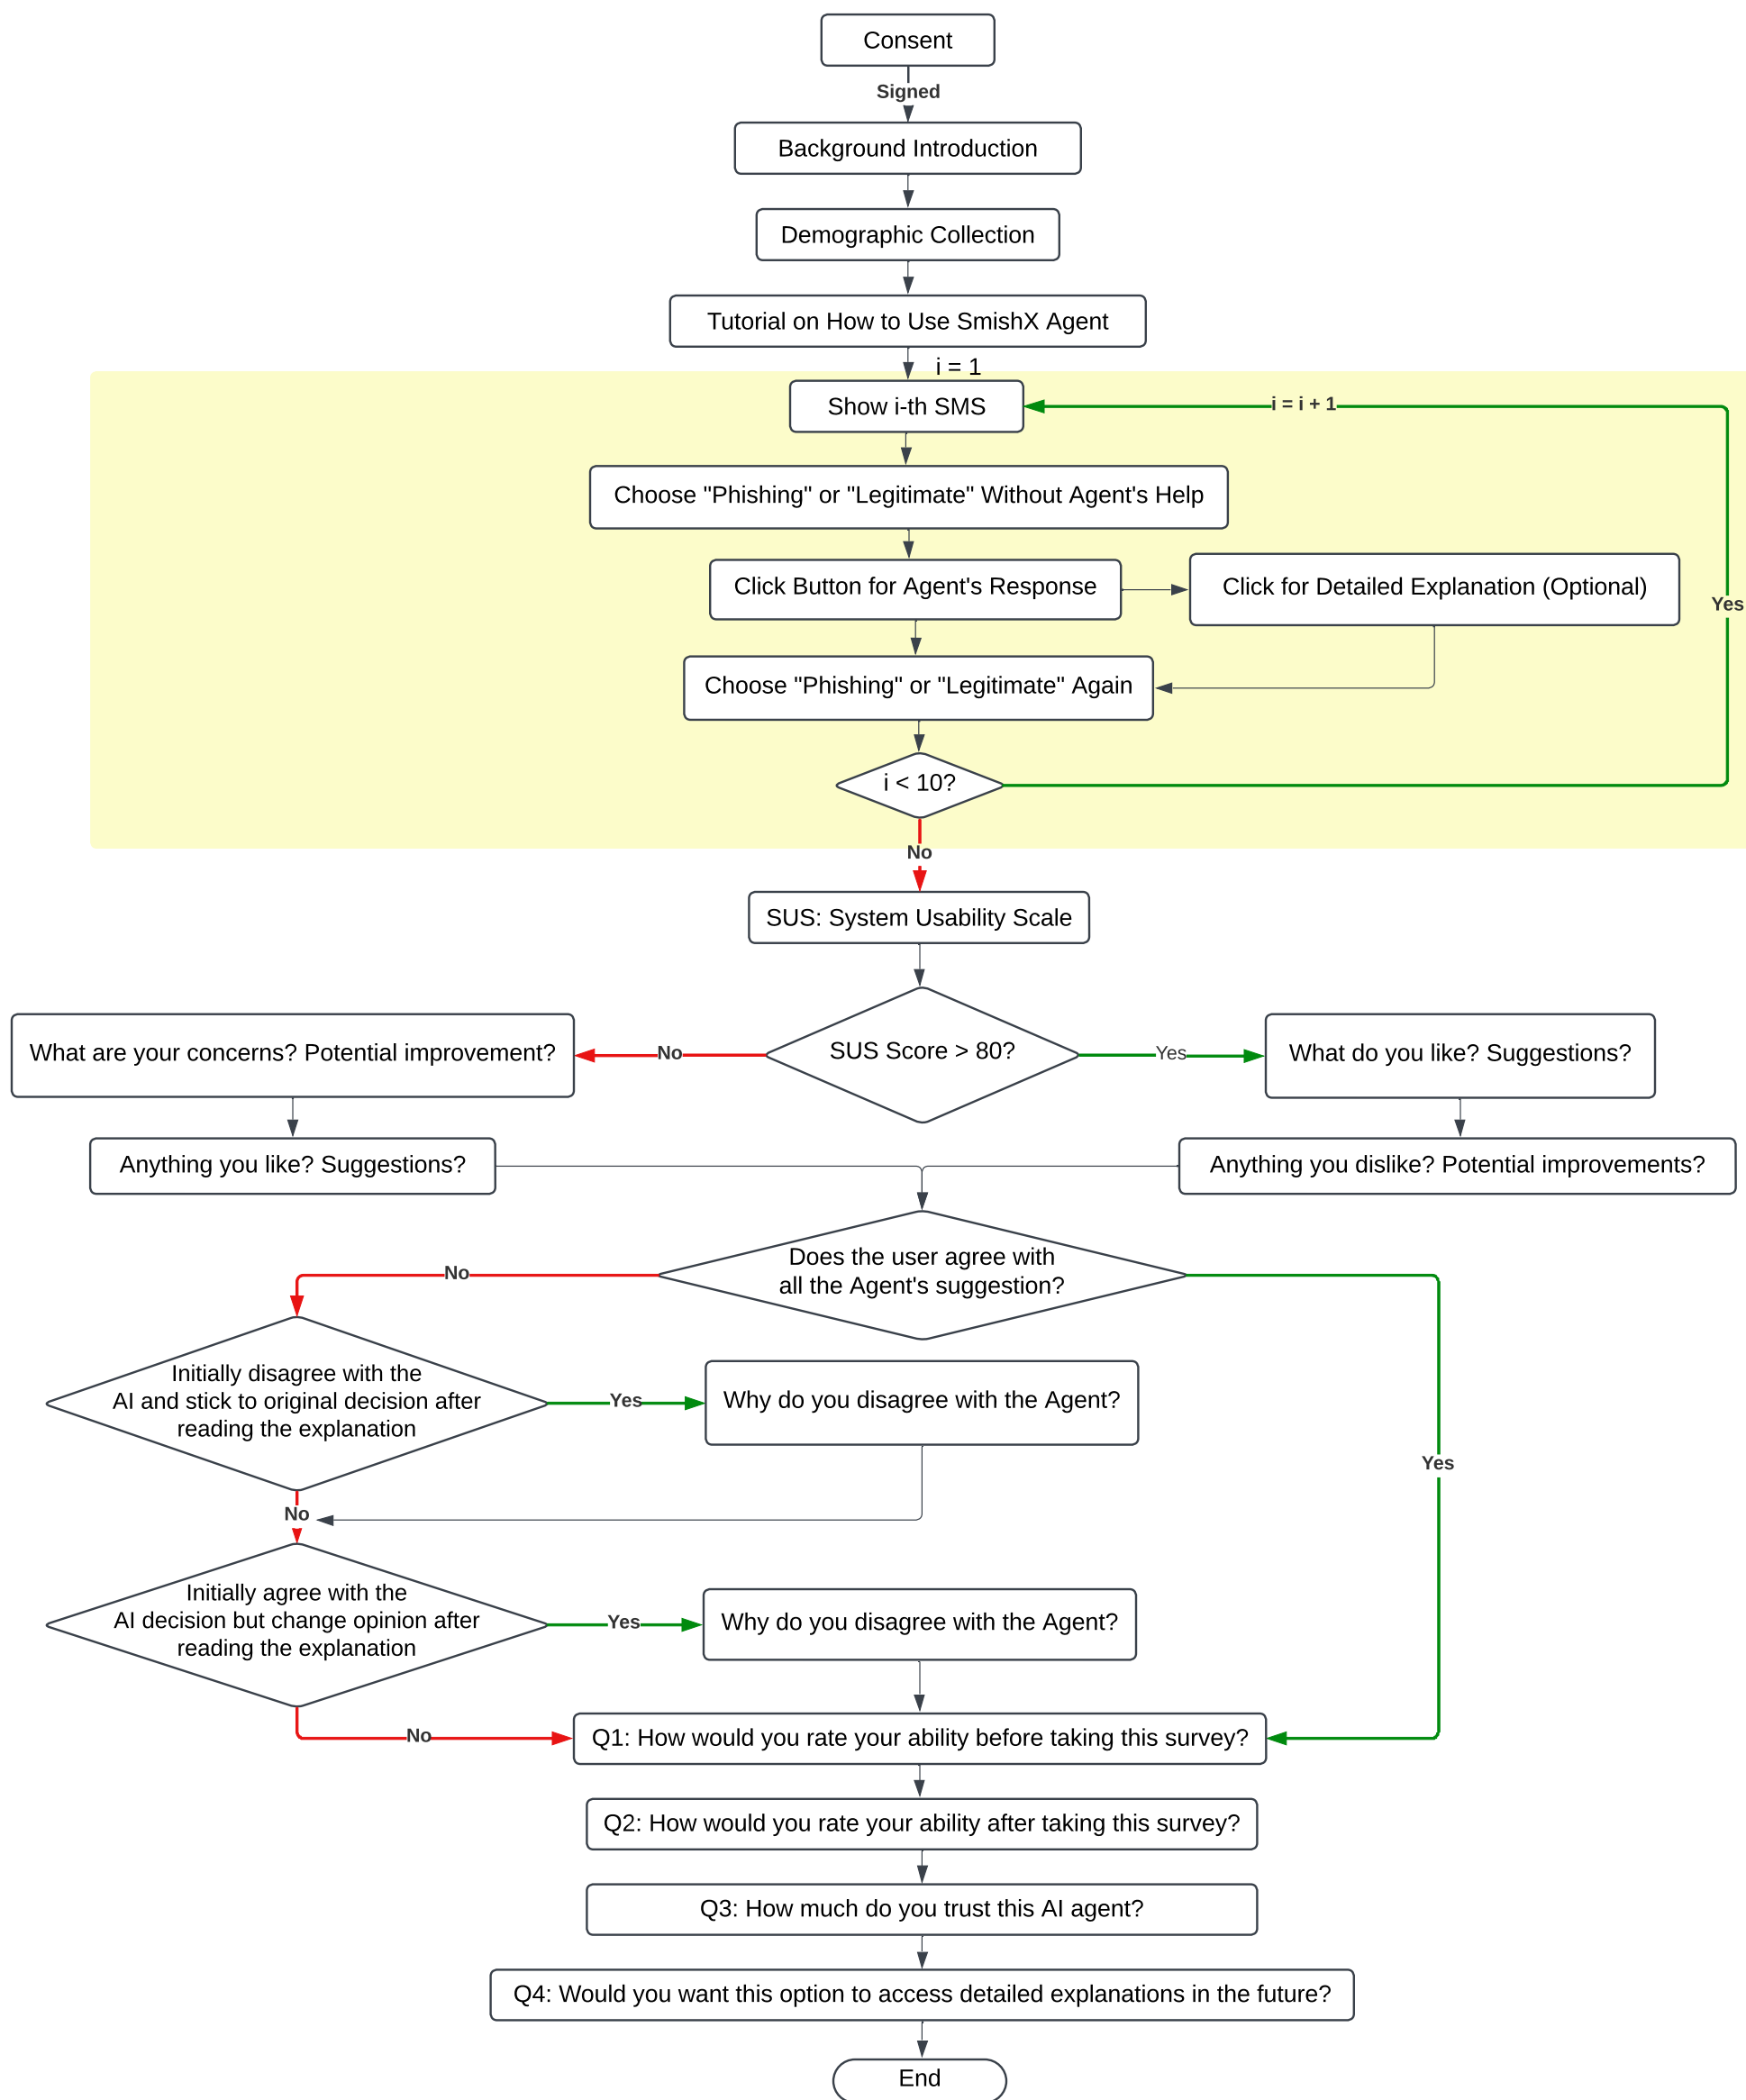 Consent
Signed
Background Introduction
Demographic Collection
Tutorial on How to Use SmishX Agent
i = 1
Show i-th SMS
i = i + 1
Choose "Phishing" or "Legitimate" Without Agent's Help
Click Button for Agent's Response
Click for Detailed Explanation (Optional)
Yes
Choose "Phishing" or "Legitimate" Again
i < 10?
No
SUS: System Usability Scale
What are your concerns? Potential improvement?
No
SUS Score > 80?
Yes
What do you like? Suggestions?
Anything you like? Suggestions?
Anything you dislike? Potential improvements?
Does the user agree with
all the Agent's suggestion?
No
Initially disagree with the
AI and stick to original decision after
reading the explanation
Yes
Why do you disagree with the Agent?
Yes
No
Initially agree with the
AI decision but change opinion after
reading the explanation
Yes
Why do you disagree with the Agent?
No
Q1: How would you rate your ability before taking this survey?
Q2: How would you rate your ability after taking this survey?
Q3: How much do you trust this AI agent?
Q4: Would you want this option to access detailed explanations in the future?
End